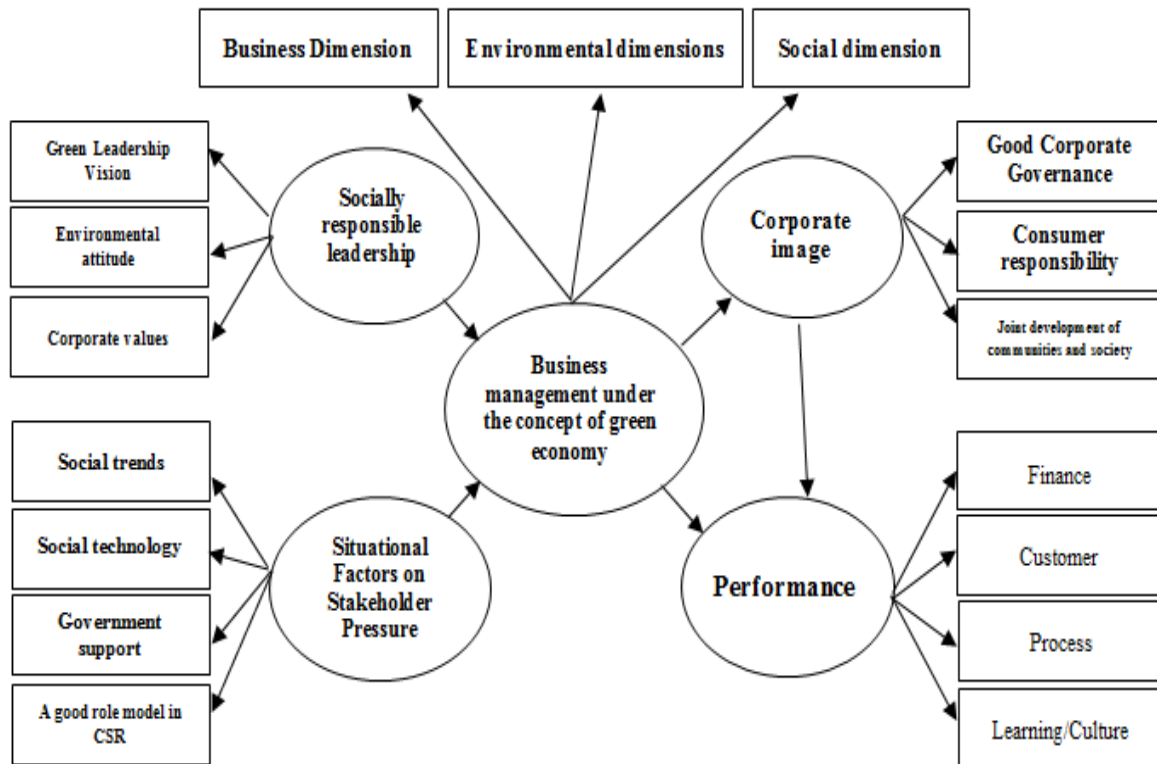 Business Dimension
Environmental dimensions
Social dimension
Green Leadership
Vision
Environmental
attitude
Corporate values
Socially
responsible
leadership
Corporate
image
Good Corporate
Governance
Consumer
responsibility
Joint development of
communities and society
Business
management under
the concept of green
economy
Social trends
Social technology
Government
support
A good role model in
CSR
Situational
Factors on
Stakeholder
Pressure
Performance
Finance
Customer
Process
Learning/Culture